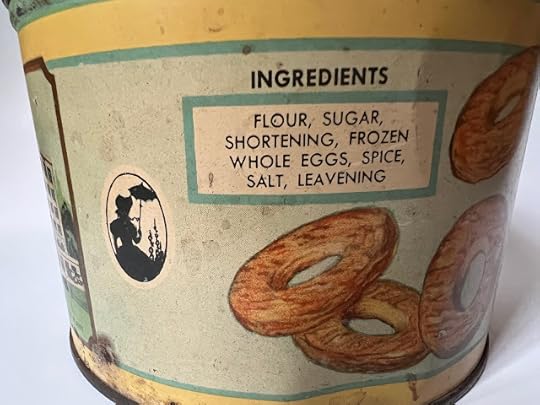 INGREDIENTS
FLOUR, SUGAR,
SHORTENING, FROZEN
WHOLE EGGS, SPICE,
SALT, LEAVENING